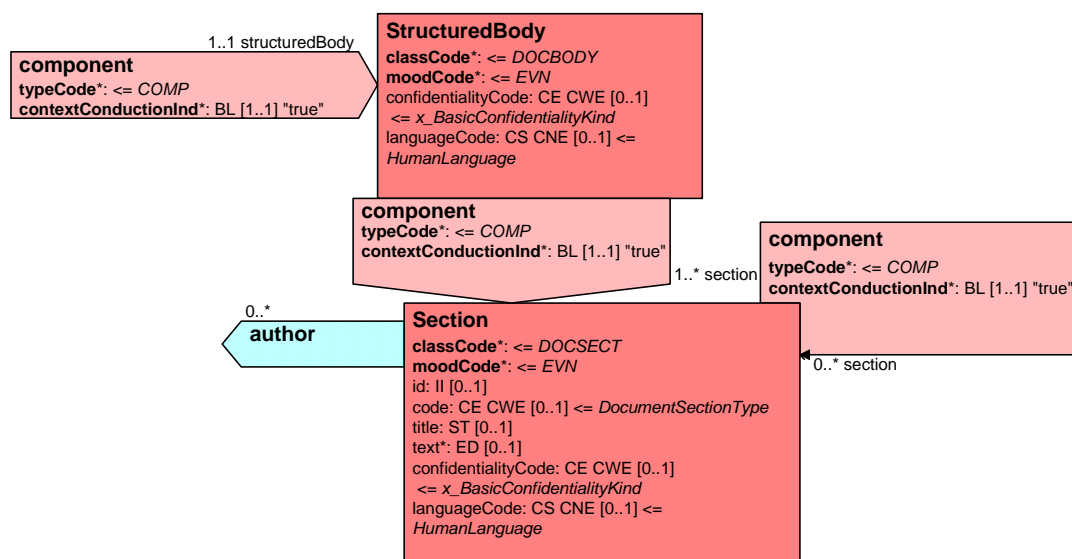 1..1 structuredBody
component
typeCode*: <= COMP
contextConductionInd*: BL [1..1] "true"
StructuredBody
classCode*: <= DOCBODY
moodCode*: <= EVN
confidentialityCode: CE CWE [0..1]
<= x_BasicConfidentialityKind
languageCode: CS CNE [0..1] <=
HumanLanguage
component
typeCode*: <= COMP
contextConductionInd*: BL [1..1] "true"
1..* section
component
typeCode*: <= COMP
contextConductionInd*: BL [1..1] "true"
0..* section
0..*
author
Section
classCode*: <= DOCSECT
moodCode*: <= EVN
id: II [0..1]
code: CE CWE [0..1] <= DocumentSectionType
title: ST [0..1]
text*: ED [0..1]
confidentialityCode: CE CWE [0..1]
<= x_BasicConfidentialityKind
languageCode: CS CNE [0..1] <=
HumanLanguage